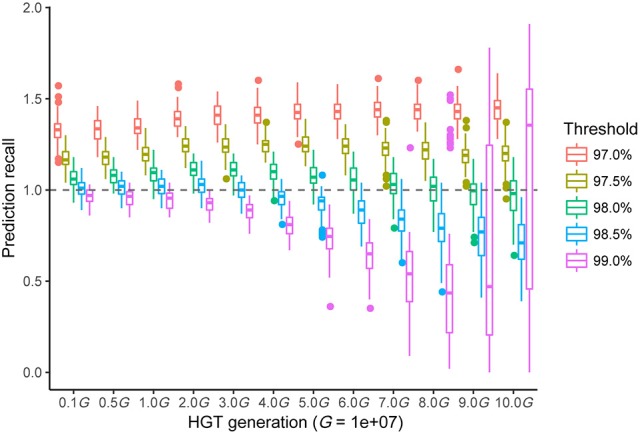 Prediction recall
2.0
1.5
1.0
0.5
0.0
0.1G 0.5G 1.0G 2.0G 3.0G 4.0G 5.0G 6.0G 7.0G 8.0G 9.0G 10.0G
HGT generation (G = 1e+07)
Threshold
97.0%
97.5%
98.0%
98.5%
99.0%